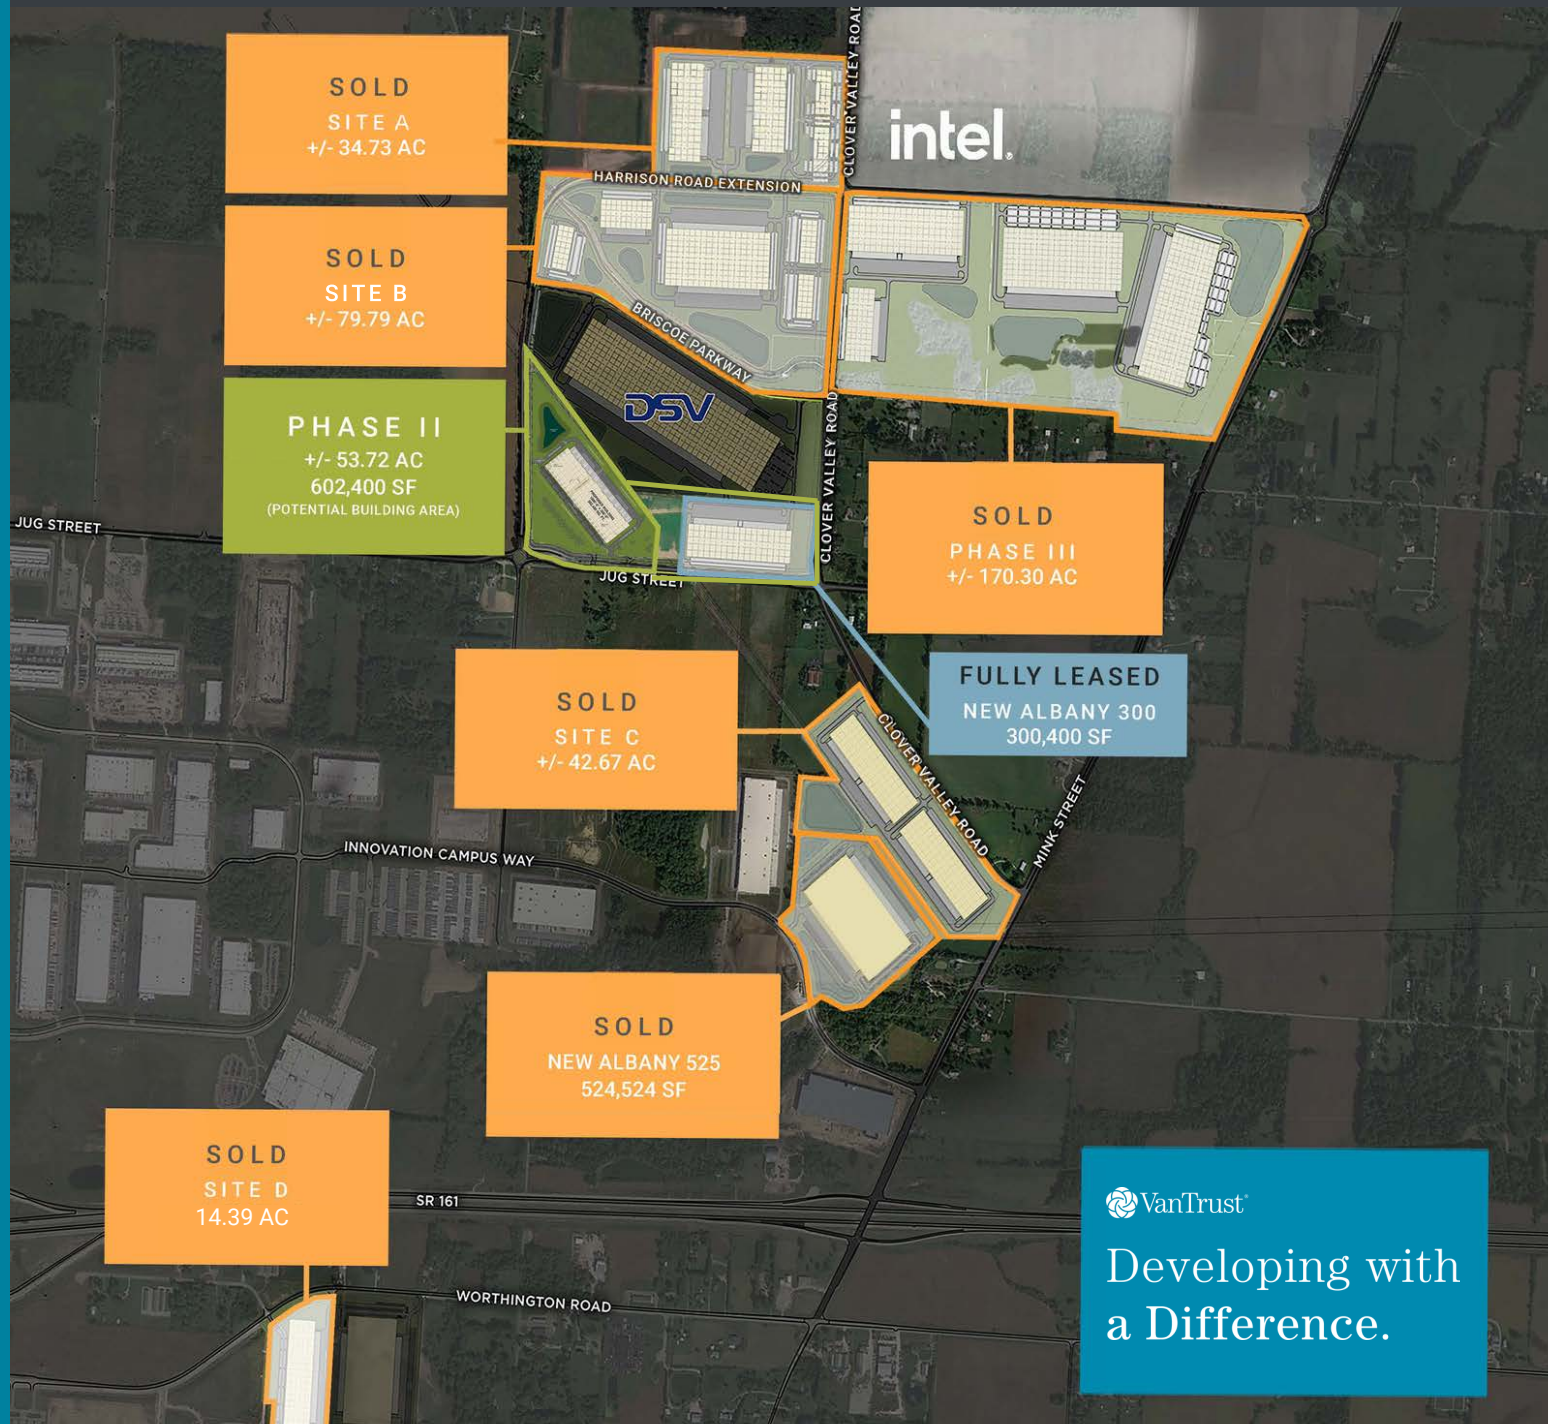 SOLD
SITE A
+/- 34.73 AC
CLOVER VALLEY ROAD
intel.
HARRISON ROAD EXTENSION
SOLD
SITE B
+/- 79.79 AC
BRISCOE PARKWAY
DSV
PHASE II
+/- 53.72 AC
602,400 SF
(POTENTIAL BUILDING AREA)
CLOVER VALLEY ROAD
SOLD
PHASE III
+/- 170.30 AC
JUG STREET
JUG STREET
FULLY LEASED
NEW ALBANY 300
300,400 SF
SOLD
SITE C
+/- 42.67 AC
CLOVER VALLEY ROAD
MINK STREET
INNOVATION CAMPUS WAY
SOLD
NEW ALBANY 525
524,524 SF
SOLD
SITE D
14.39 AC
SR 161
WORTHINGTON ROAD
VanTrust
Developing with
a Difference.